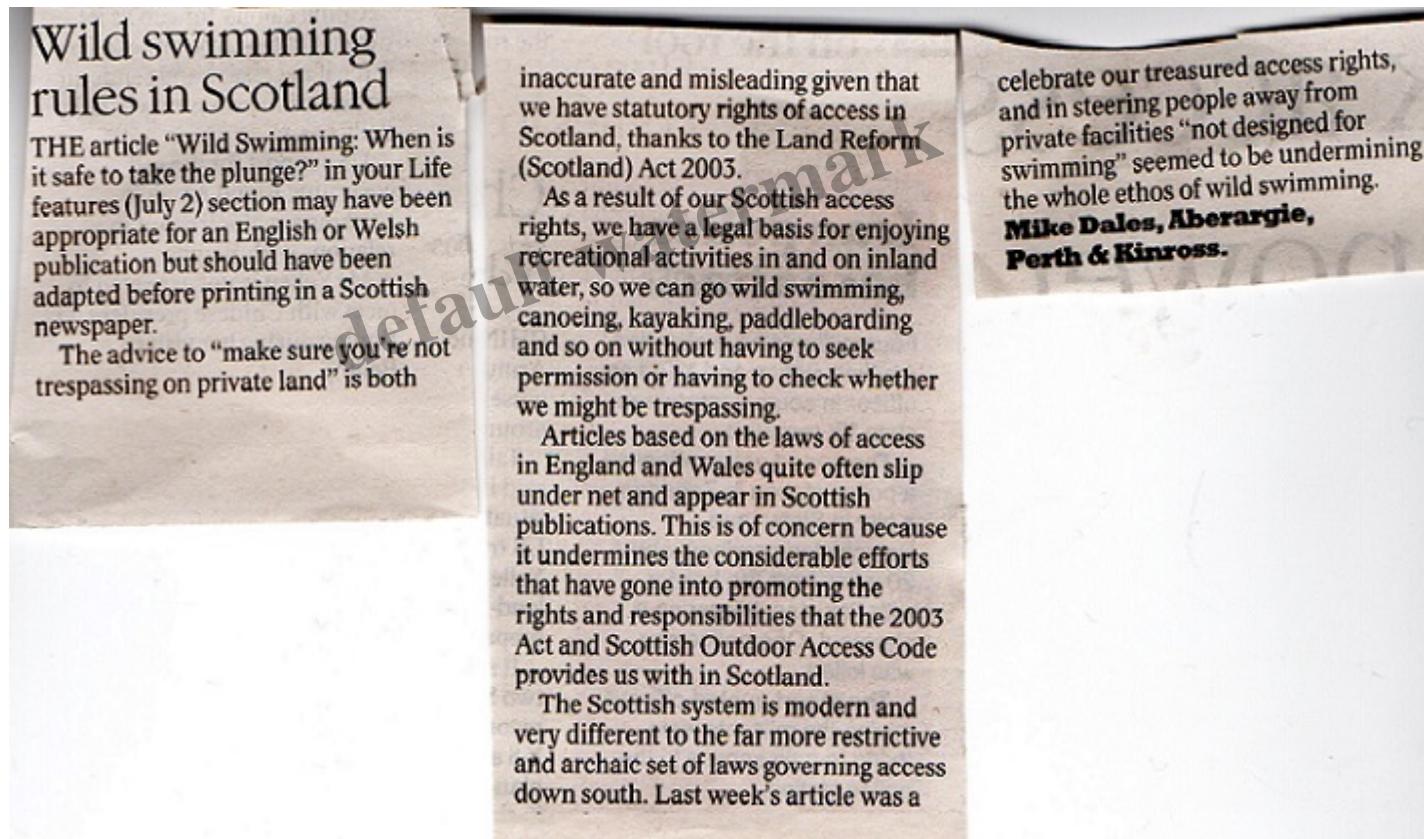 Wild swimming
rules in Scotland
THE article “Wild Swimming: When is
it safe to take the plunge?” in your Life
features (July 2) section may have been
appropriate for an English or Welsh
publication but should have been
adapted before printing in a Scottish
newspaper.
The advice to “make sure you’re not
trespassing on private land” is both
inaccurate and misleading given that
we have statutory rights of access in
Scotland, thanks to the Land Reform
(Scotland) Act 2003.
As a result of our Scottish access
rights, we have a legal basis for enjoying
recreational activities in and on inland
water, so we can go wild swimming,
canoeing, kayaking, paddleboarding
and so on without having to seek
permission or having to check whether
we might be trespassing.
Articles based on the laws of access
in England and Wales quite often slip
under net and appear in Scottish
publications. This is of concern because
it undermines the considerable efforts
that have gone into promoting the
rights and responsibilities that the 2003
Act and Scottish Outdoor Access Code
provides us with in Scotland.
The Scottish system is modern and
very different to the far more restrictive
and archaic set of laws governing access
down south. Last week’s article was a
celebrate our treasured access rights,
and in steering people away from
private facilities “not designed for
swimming” seemed to be undermining
the whole ethos of wild swimming.
Mike Dales, Aberargie,
Perth & Kinross.
default watermark